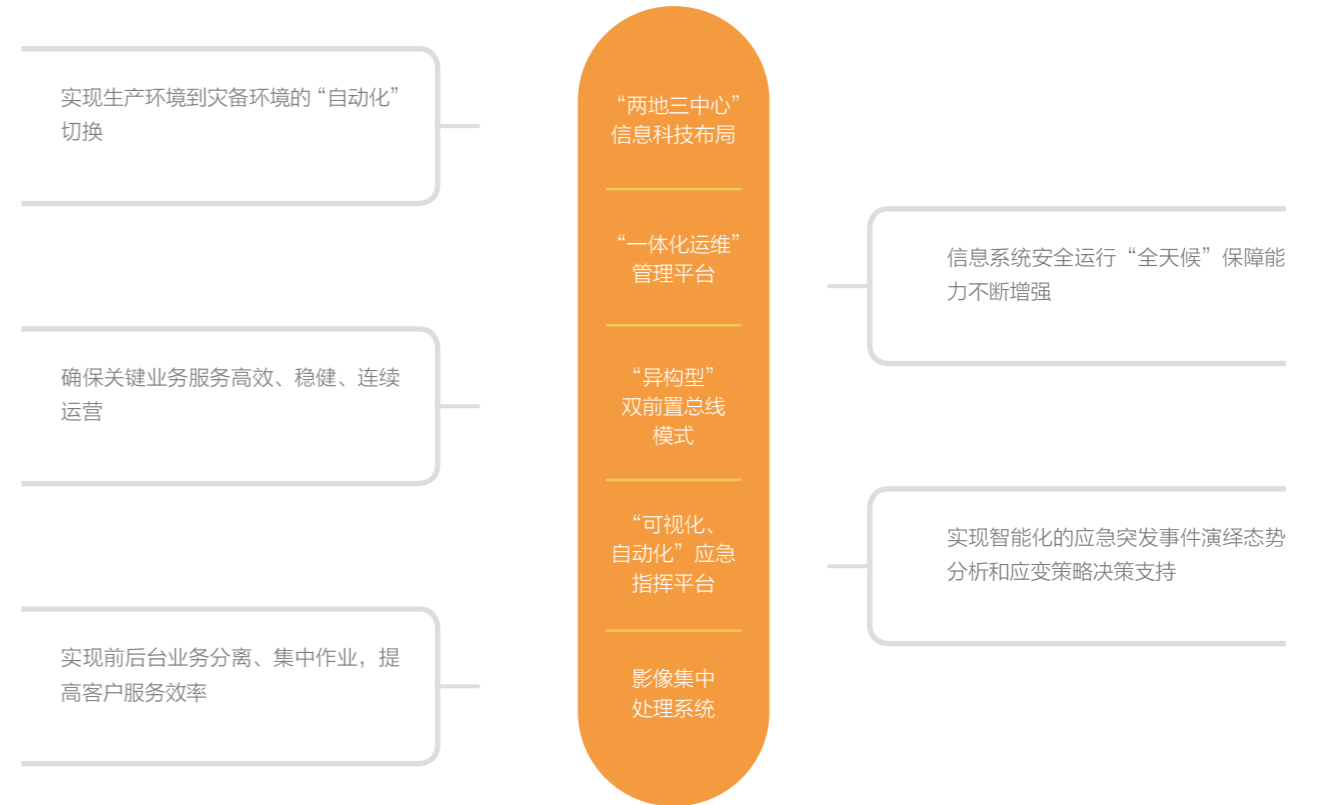 实现生产环境到灾备环境的“自动化”
切换
“两地三中心”
信息科技布局
“一体化运维”
管理平台
信息系统安全运行“全天候”保障能
力不断增强
确保关键业务服务高效、稳健、连续
运营
“异构型”
双前置总线
模式
“可视化、
自动化”应急
指挥平台
实现智能化的应急突发事件演绎态势
分析和应变策略决策支持
实现前后台业务分离、集中作业，提
高客户服务效率
影像集中
处理系统